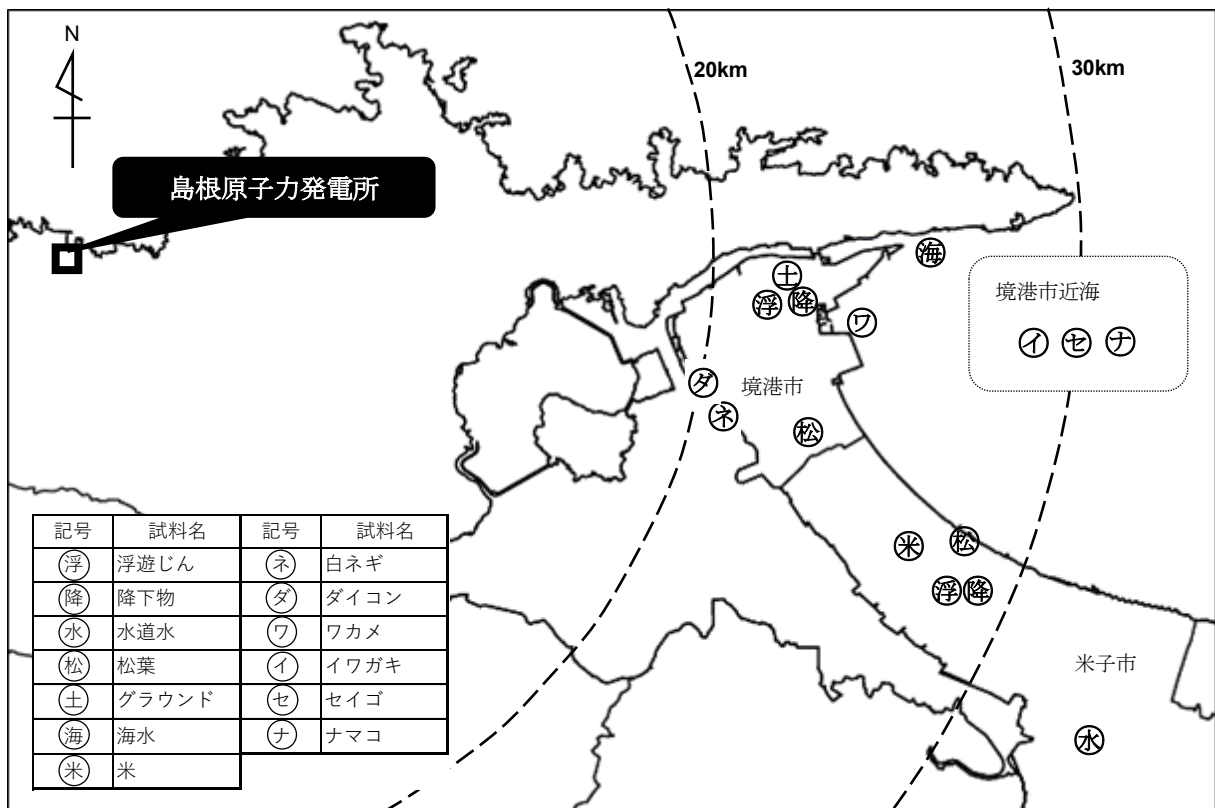 N
20km
30km
島根原子力発電所
海
土
浮 降
ワ
境港市近海
イ セ ナ
ダ
境港市
ネ
松
米 松
浮 降
米子市
水
記号 試料名 記号 試料名
浮 浮遊じん ネ 白ネギ
降 降下物 ダ ダイコン
水 水道水 ワ ワカメ
松 松葉 イ イワガキ
土 グラウンド セ セイゴ
海 海水 ナ ナマコ
米 米